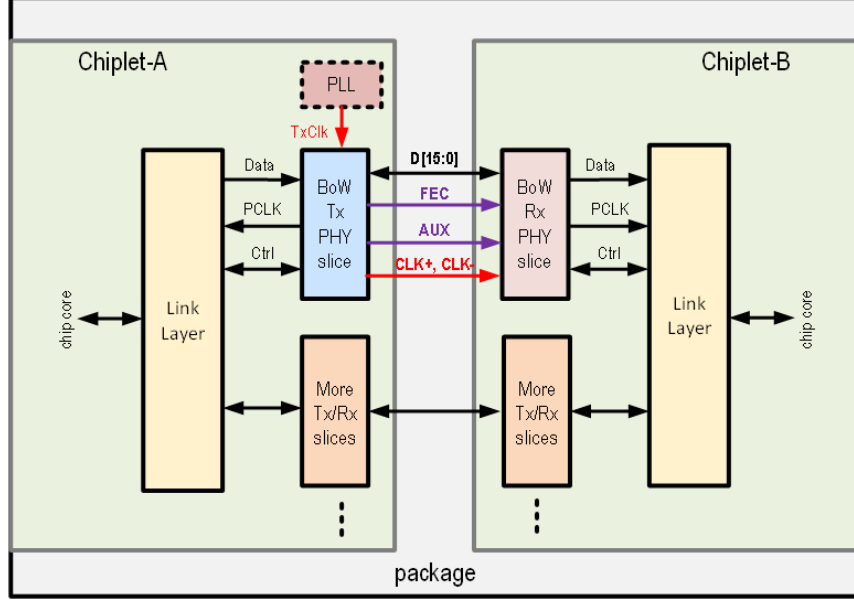 Chiplet-A
Chiplet-B
PLL
TxClk
Data
PCLK
Ctrl
BoW
Tx
PHY
slice
D[15:0]
FEC
AUX
CLK+, CLK-
BoW
Rx
PHY
slice
Data
PCLK
Ctrl
chip core
Link
Layer
Link
Layer
chip core
More
Tx/Rx
slices
More
Tx/Rx
slices
package